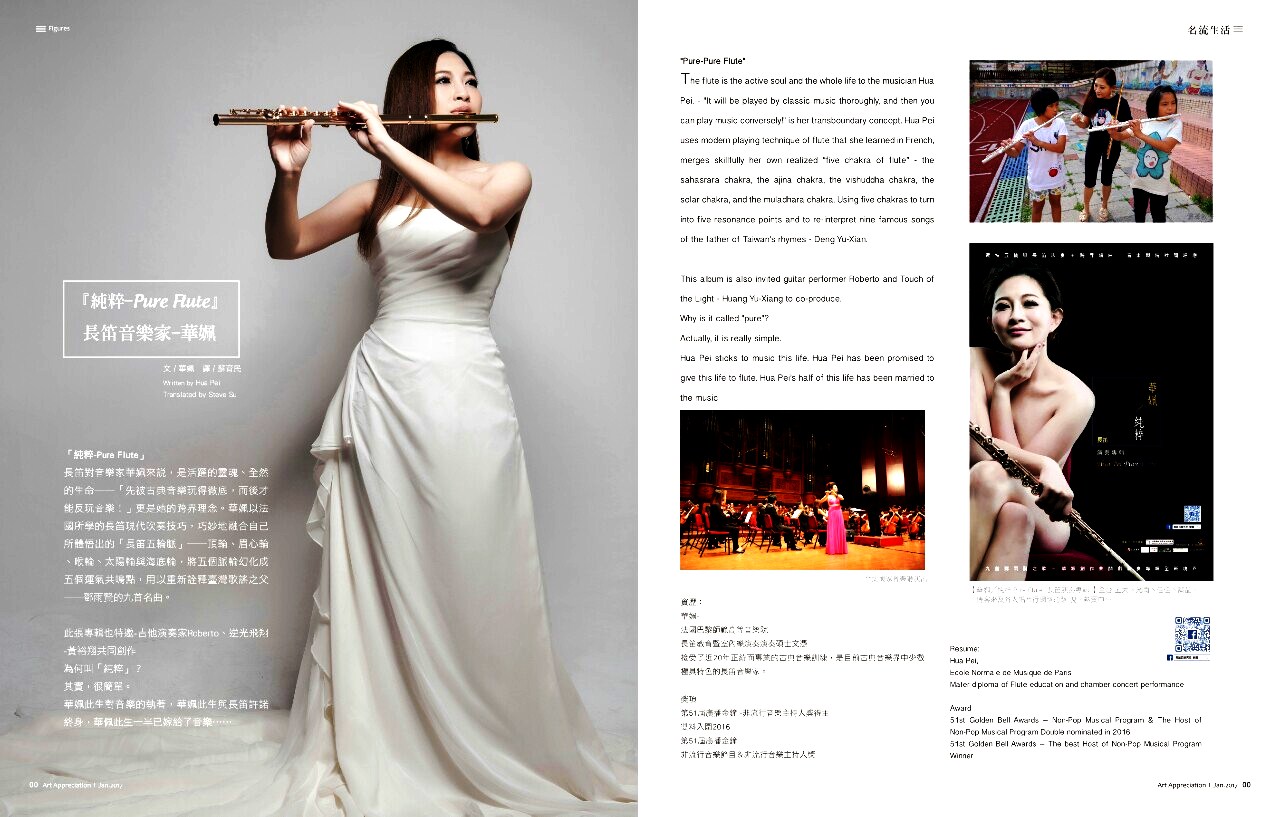 Figures
『純粹-Pure Flute』
長笛音樂家-華姵
文 / 華姵 譯 / 蘇育民
Written by Hua Pei
Translated by Steve Su
「純粹-Pure Flute」
長笛對音樂家華姵來說，是活躍的靈魂、全然
的生命——「先被古典音樂玩得徹底，而後才
能反玩音樂！」更是她的跨界理念。華姵以法
國所學的長笛現代吹奏技巧，巧妙地融合自己
所體悟出的「長笛五輪脈」——頂輪、眉心輪
、喉輪、太陽輪與海底輪，將五個脈輪幻化成
五個運氣共鳴點，用以重新詮釋臺灣歌謠之父
——鄧雨賢的九首名曲。
此張專輯也特邀-吉他演奏家Roberto、逆光飛翔
-黃裕翔共同創作
為何叫「純粹」？
其實，很簡單。
華姵此生對音樂的執著，華姵此生與長笛許諾
終身，華姵此生一半已嫁給了音樂⋯⋯
00 Art Appreciation | Jan.2017
名流生活
"Pure-Pure Flute"
The flute is the active soul and the whole life to the musician Hua
Pei. - "It will be played by classic music thoroughly, and then you
can play music conversely!" is her transboundary concept. Hua Pei
uses modern playing technique of flute that she learned in French,
merges skillfully her own realized "five chakra of flute" - the
sahasrara chakra, the ajina chakra, the vishuddha chakra, the
solar chakra, and the muladhara chakra. Using five chakras to turn
into five resonance points and to re-interpret nine famous songs
of the father of Taiwan's rhymes - Deng Yu-Xian.
This album is also invited guitar performer Roberto and Touch of
the Light - Huang Yu-Xiang to co-produce.
Why is it called "pure"?
Actually, it is really simple.
Hua Pei sticks to music this life. Hua Pei has been promised to
give this life to flute. Hua Pei's half of this life has been married to
the music
資歷：
華姵-
法國巴黎師範高等音樂院
長笛教育暨室內樂演奏演奏碩士文憑
接受了近20年正統而專業的古典音樂訓練，是目前古典音樂界中少數
極具特色的長笛音樂家。
獎項
第51屆廣播金鐘 -非流行音樂主持人獎得主
雙料入圍2016
第51屆廣播金鐘
非流行音樂節目&非流行音樂主持人獎
華姵
純粹
Resume:
Hua Pei,
Ecole Normale de Musique de Paris
Mater diploma of Flute education and chamber concert performance
Award
51st Golden Bell Awards – Non-Pop Musical Program & The Host of
Non-Pop Musical Program Double nominated in 2016
51st Golden Bell Awards – The best Host of Non-Pop Musical Program
Winner
Art Appreciation | Jan.2017 00